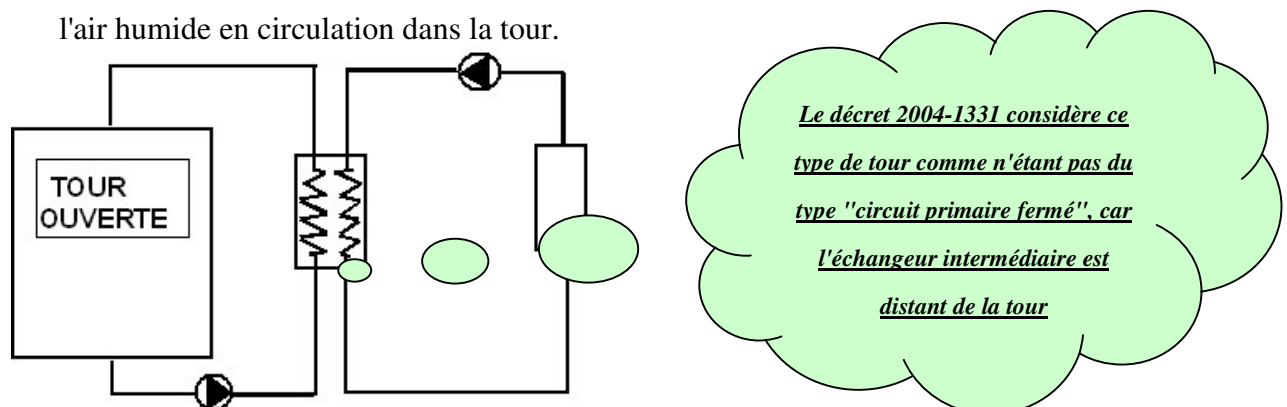 l'air humide en circulation dans la tour.
TOUR
OUVERTE
Le décret 2004-1331 considère ce
type de tour comme n'étant pas du
type "circuit primaire fermé", car
l'échangeur intermédiaire est
distant de la tour